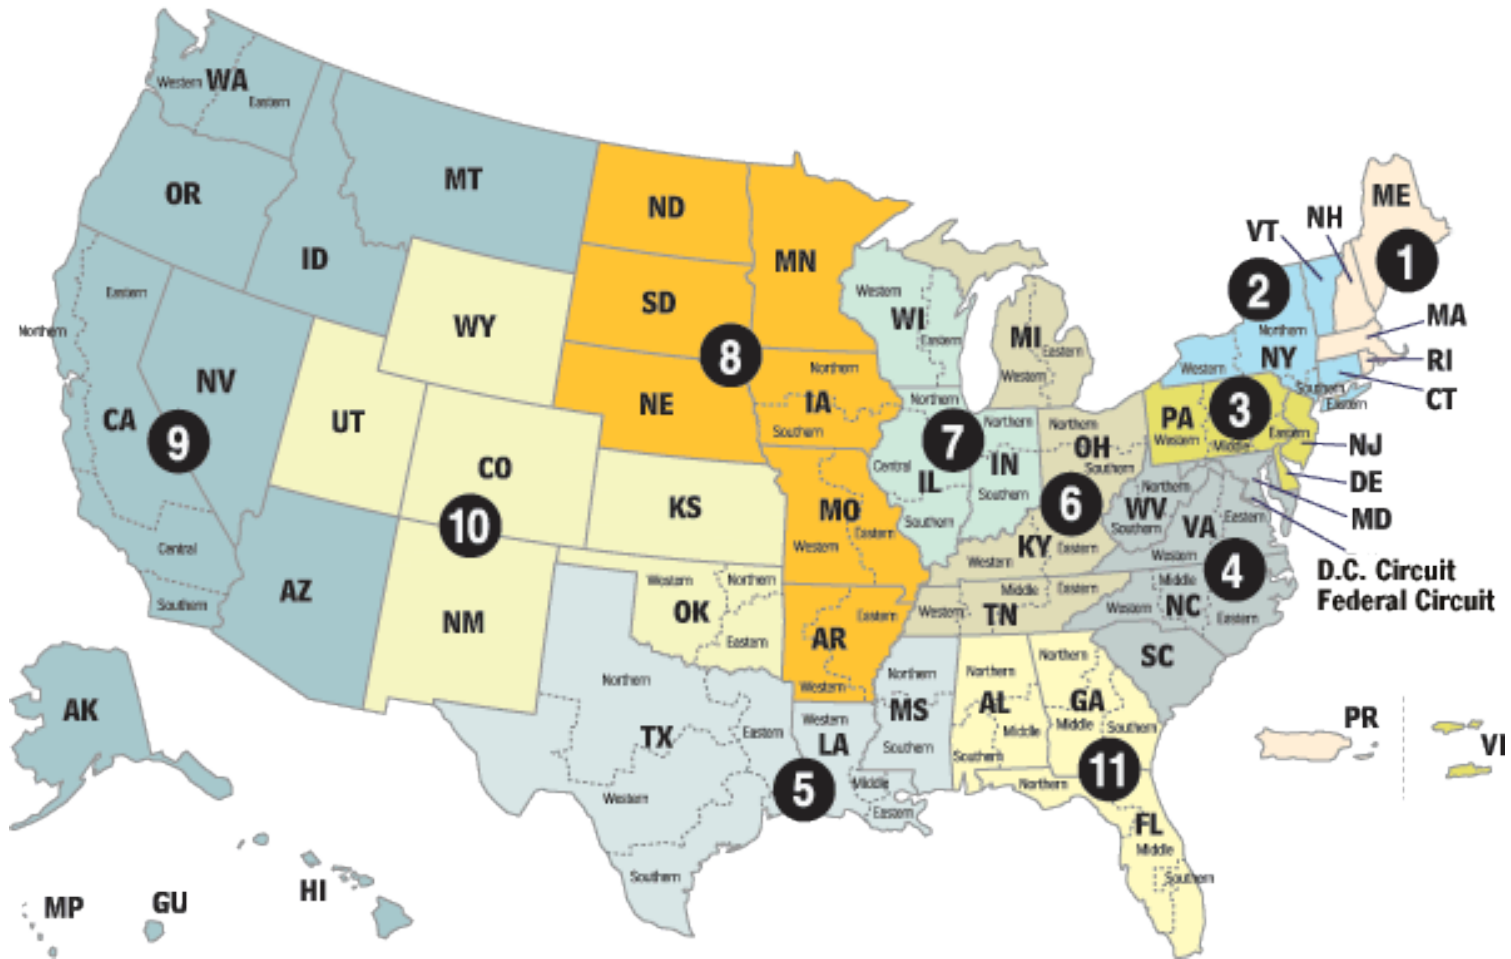 WA
Western
Eastern
OR
MT
ID
ND
MN
SD
WY
NE
8
Northern
Eastern
NV
CA
9
UT
CO
10
KS
Central
Southern
AZ
NM
Western
Northern
OK
Eastern
Northern
IA
Southern
MO
Eastern
Western
Eastern
AR
Western
Western
WI
Eastern
Northern
7
Central
IL
Southern
Northern
IN
Southern
MI
Eastern
Western
Northern
OH
Southern
6
KY
Western
Eastern
Middle
Eastern
Western
TN
ME
1
NH
VT
2
MA
RI
CT
Northern
NY
Western
Southern
Eastern
PA
3
Western
Middle
Eastern
NJ
DE
MD
D.C. Circuit
Federal Circuit
Northern
WV
Southern
VA
Eastern
Western
4
Middle
NC
Western
Eastern
SC
Northern
TX
Eastern
Western
Southern
5
Western
LA
Middle
Eastern
Northern
MS
Southern
Northern
AL
Middle
Southern
Northern
GA
Middle
Southern
11
Northern
FL
Middle
Southern
PR
VI
AK
HI
GU
MP